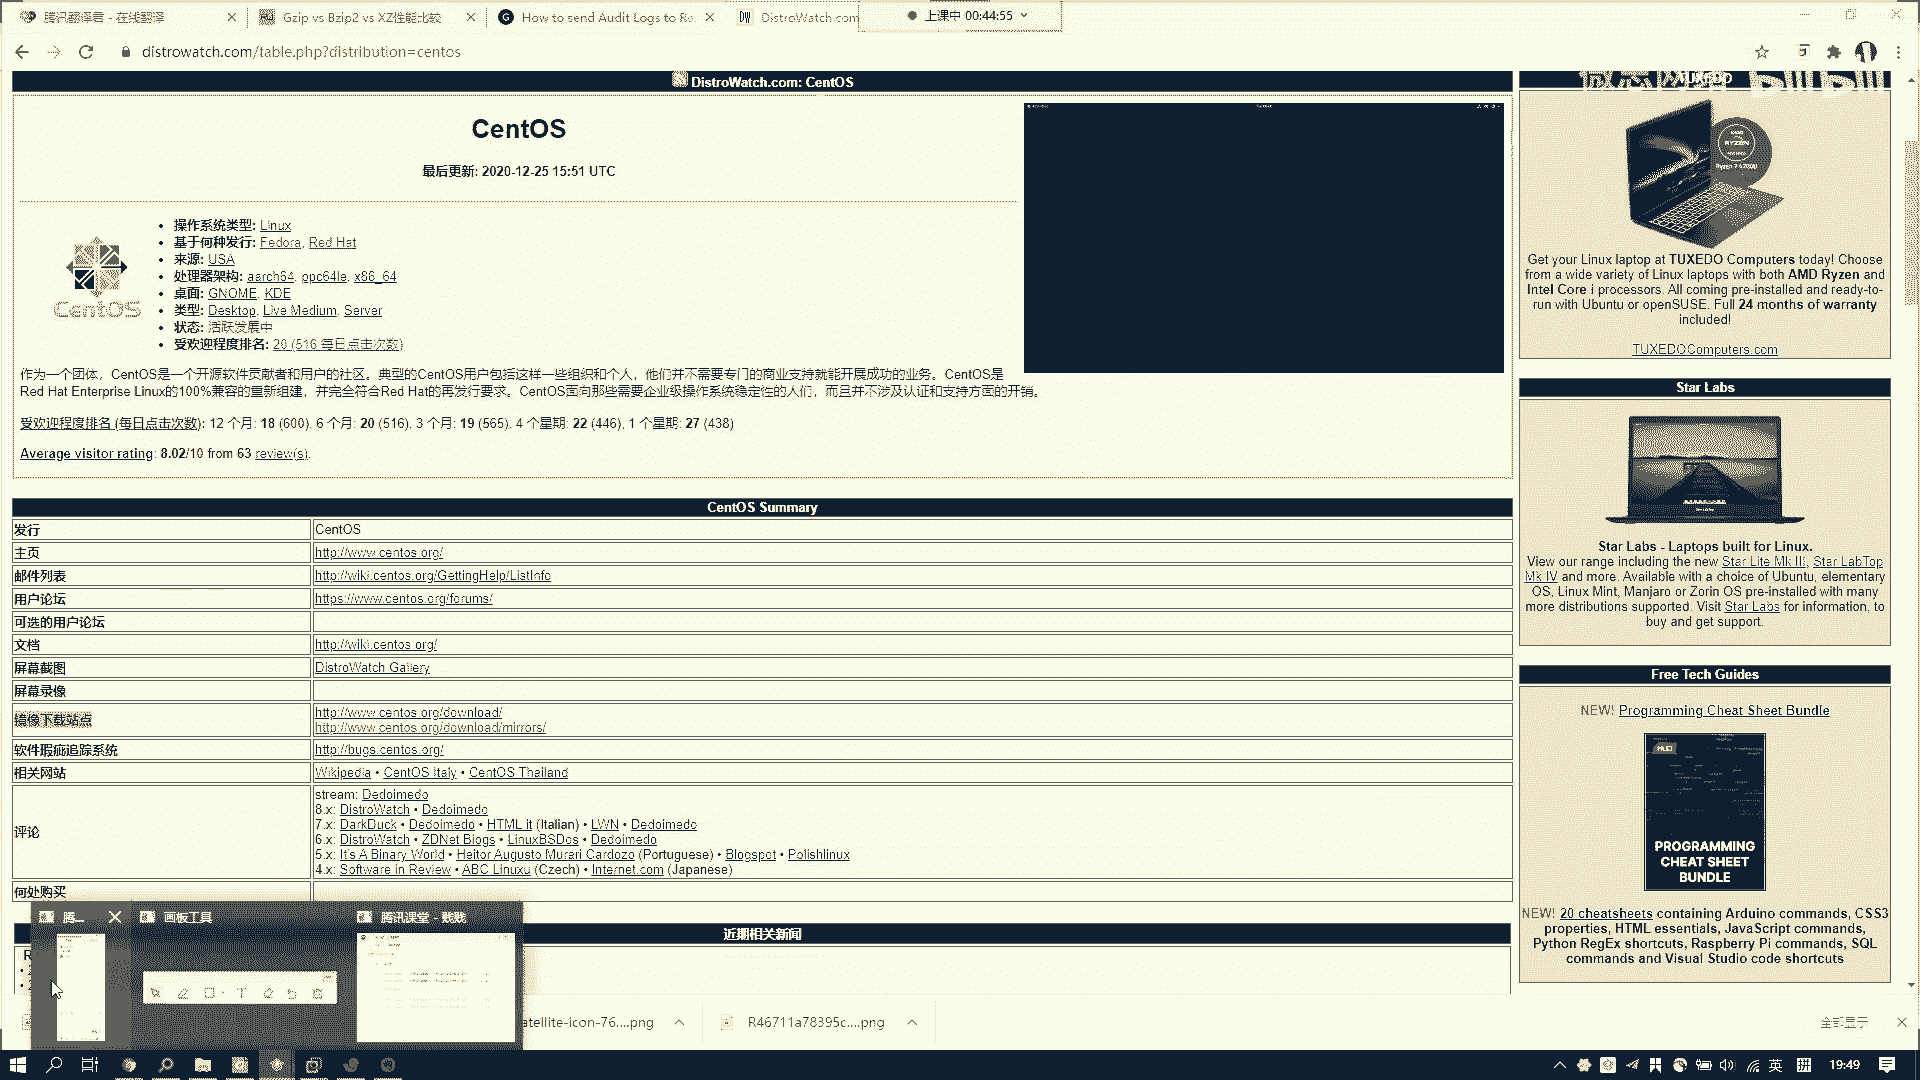 腾讯翻译君 - 在线翻译
Gzip vs Bzip2 vs XZ性能比较
How to send Audit Logs to Re
DistroWatch.com
上课中 00:44:55
distrowatch.com/table.php?distribution=centos
DistroWatch.com: CentOS
CentOS
最后更新: 2020-12-25 15:51 UTC
CentOS
操作系统类型: Linux
基于何种发行: Fedora, Red Hat
来源: USA
处理器架构: aarch64, ppc64le, x86_64
桌面: GNOME, KDE
类型: Desktop, Live Medium, Server
状态: 活跃发展中
受欢迎程度排名: 20 (516 每日点击次数)
作为一个团体，CentOS是一个开源软件贡献者和用户的社区。典型的CentOS用户包括这样一些组织和个人，他们并不需要专门的商业支持就能开展成功的业务。CentOS是
Red Hat Enterprise Linux的100%兼容的重新组建，并完全符合Red Hat的再发行要求。CentOS面向那些需要企业级操作系统稳定性的人们，而且并不涉及认证和支持方面的开销。
受欢迎程度排名 (每日点击次数): 12 个月: 18 (600), 6 个月: 20 (516), 3 个月: 19 (565), 4 个星期: 22 (446), 1 个星期: 27 (438)
Average visitor rating: 8.02/10 from 63 review(s).
CentOS Summary
发行 CentOS
主页 http://www.centos.org/
邮件列表 http://wiki.centos.org/GettingHelp/ListInfo
用户论坛 https://www.centos.org/forums/
可选的用户论坛
文档 http://wiki.centos.org/
屏幕截图 DistroWatch Gallery
屏幕录像
镜像下载站点 http://www.centos.org/download/
http://www.centos.org/download/mirrors/
软件瑕疵追踪系统 http://bugs.centos.org/
相关网站 Wikipedia • CentOS Italy • CentOS Thailand
评论
stream: Dedoimedo
8.x: DistroWatch • Dedoimedo
7.x: DarkDuck • Dedoimedo • HTML.it (Italian) • LWN • Dedoimedo
6.x: DistroWatch • ZDNet Blogs • LinuxBSDos • Dedoimedo
5.x: It's A Binary World • Heitor Augusto Murari Cardozo (Portuguese) • Blogspot • Polishlinux
4.x: Software in Review • ABC Linuxu (Czech) • Internet.com (Japanese)
何处购买
近期相关新闻
TUXEDO
Get your Linux laptop at TUXEDO Computers today! Choose
from a wide variety of Linux laptops with both AMD Ryzen and
Intel Core i processors. All coming pre-installed and ready-to-
run with Ubuntu or openSUSE. Full 24 months of warranty
included!
TUXEDOComputers.com
Star Labs
Star Labs - Laptops built for Linux.
View our range including the new Star Lite Mk III, Star LabTop
Mk IV and more. Available with a choice of Ubuntu, elementary
OS, Linux Mint, Manjaro or Zorin OS pre-installed with many
more distributions supported. Visit Star Labs for information, to
buy and get support.
Free Tech Guides
NEW! Programming Cheat Sheet Bundle
PROGRAMMING
CHEAT SHEET
BUNDLE
NEW! 20 cheatsheets containing Arduino commands, CSS3
properties, HTML essentials, JavaScript commands,
Python RegEx shortcuts, Raspberry Pi commands, SQL
commands and Visual Studio code shortcuts
腾...
画板工具
腾讯课堂 - 贱贱
atellite-icon-76....png
R46711a78395c....png
全部显示
英
拼
19:49